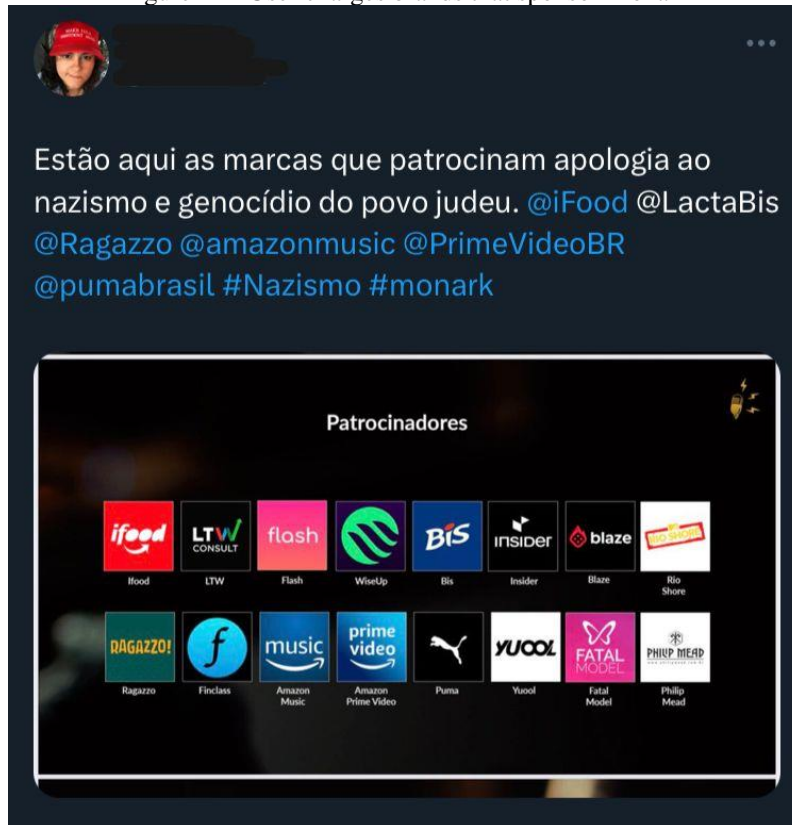 Estão aqui as marcas que patrocinam apologia ao
nazismo e genocídio do povo judeu. @iFood @LactaBis
@Ragazzo @amazonmusic @PrimeVideoBR
@pumabrasil #Nazismo #monark
Patrocinadores
ifood LTW CONSULT flash Bis INSIDER blaze RIO SHORE
Ifood LTW Flash WiseUp Bis Insider Blaze Rio Shore
RAGAZZO! f music prime video YUOOL FATAL MODEL PHILIP MEAD
Ragazzo Finclass Amazon Music Amazon Prime Video Puma Yuool Fatal Model Philip Mead